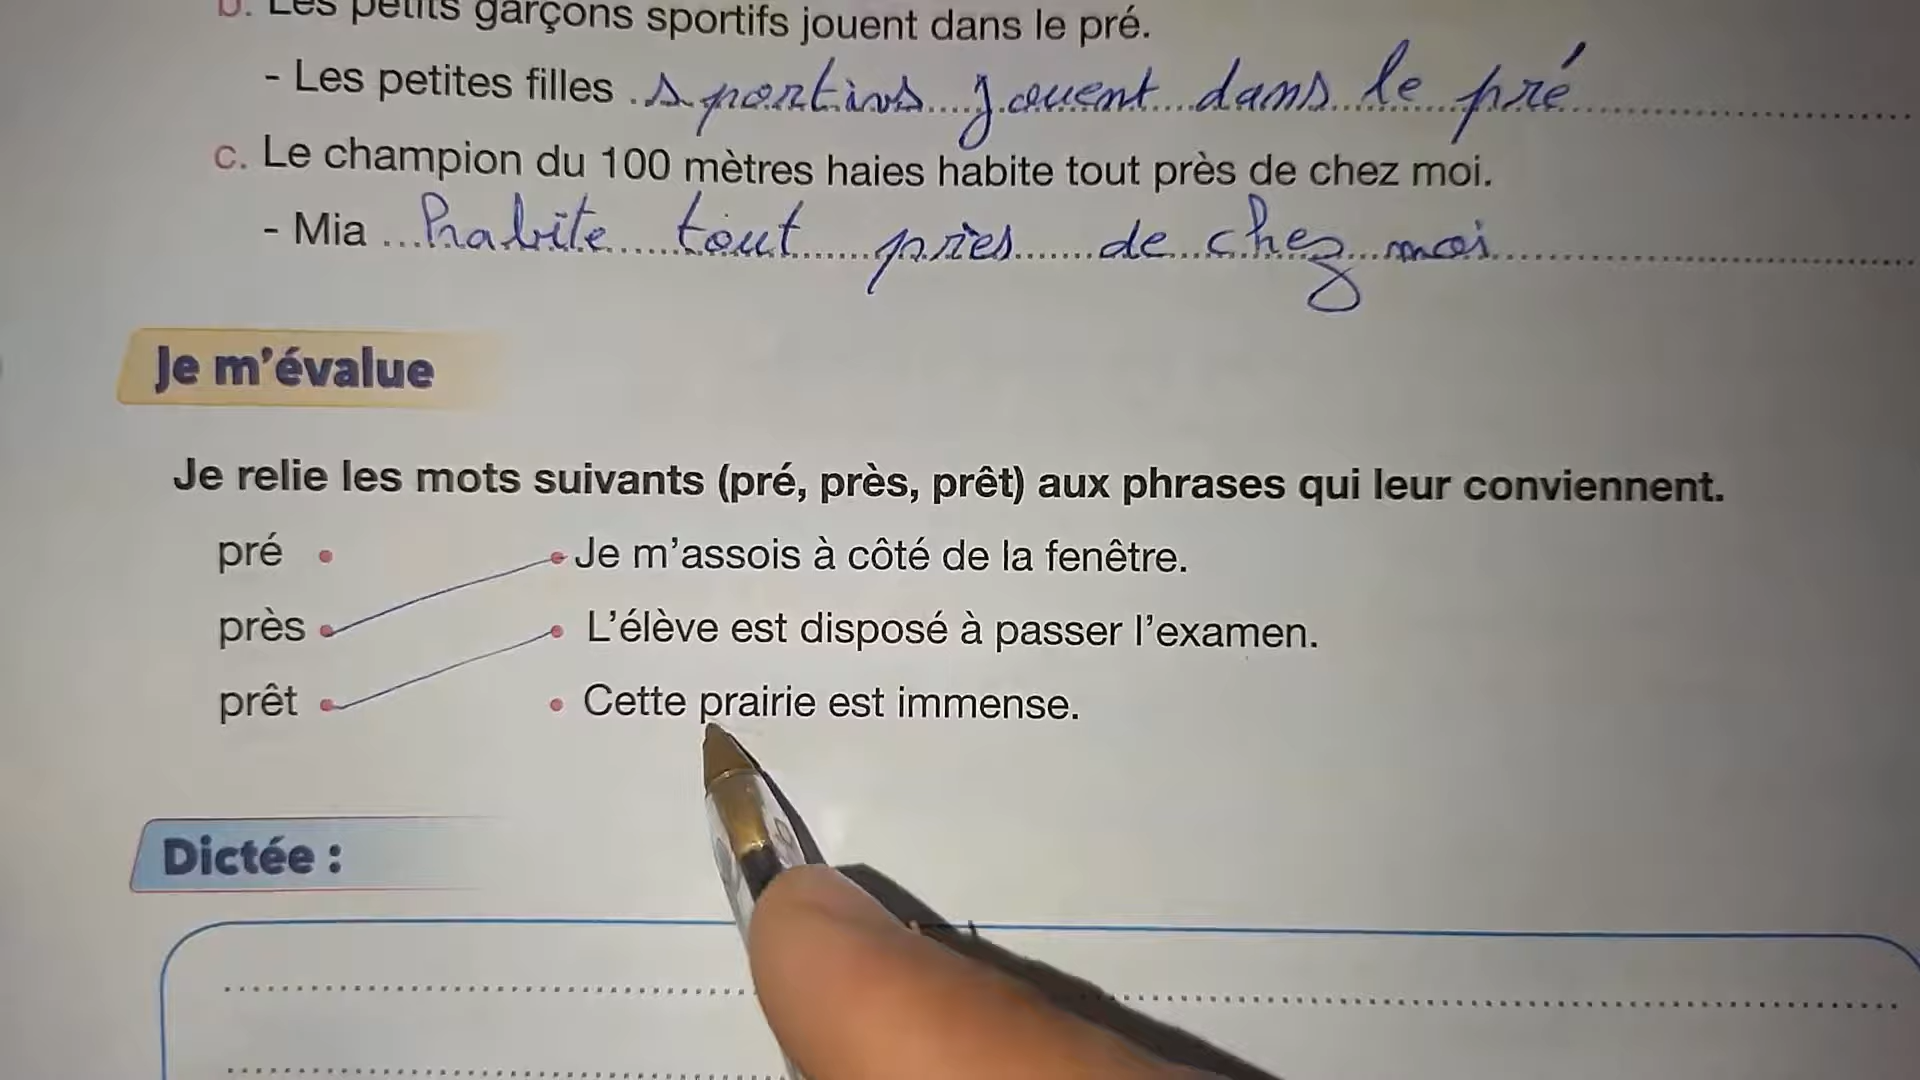 b. Les petits garçons sportifs jouent dans le pré.
- Les petites filles sportivs jouent dans le pré
c. Le champion du 100 mètres haies habite tout près de chez moi.
- Mia habite tout près de chez moi
Je m'évalue
Je relie les mots suivants (pré, près, prêt) aux phrases qui leur conviennent.
pré • • Je m'assois à côté de la fenêtre.
près • • L'élève est disposé à passer l'examen.
prêt • • Cette prairie est immense.
Dictée :